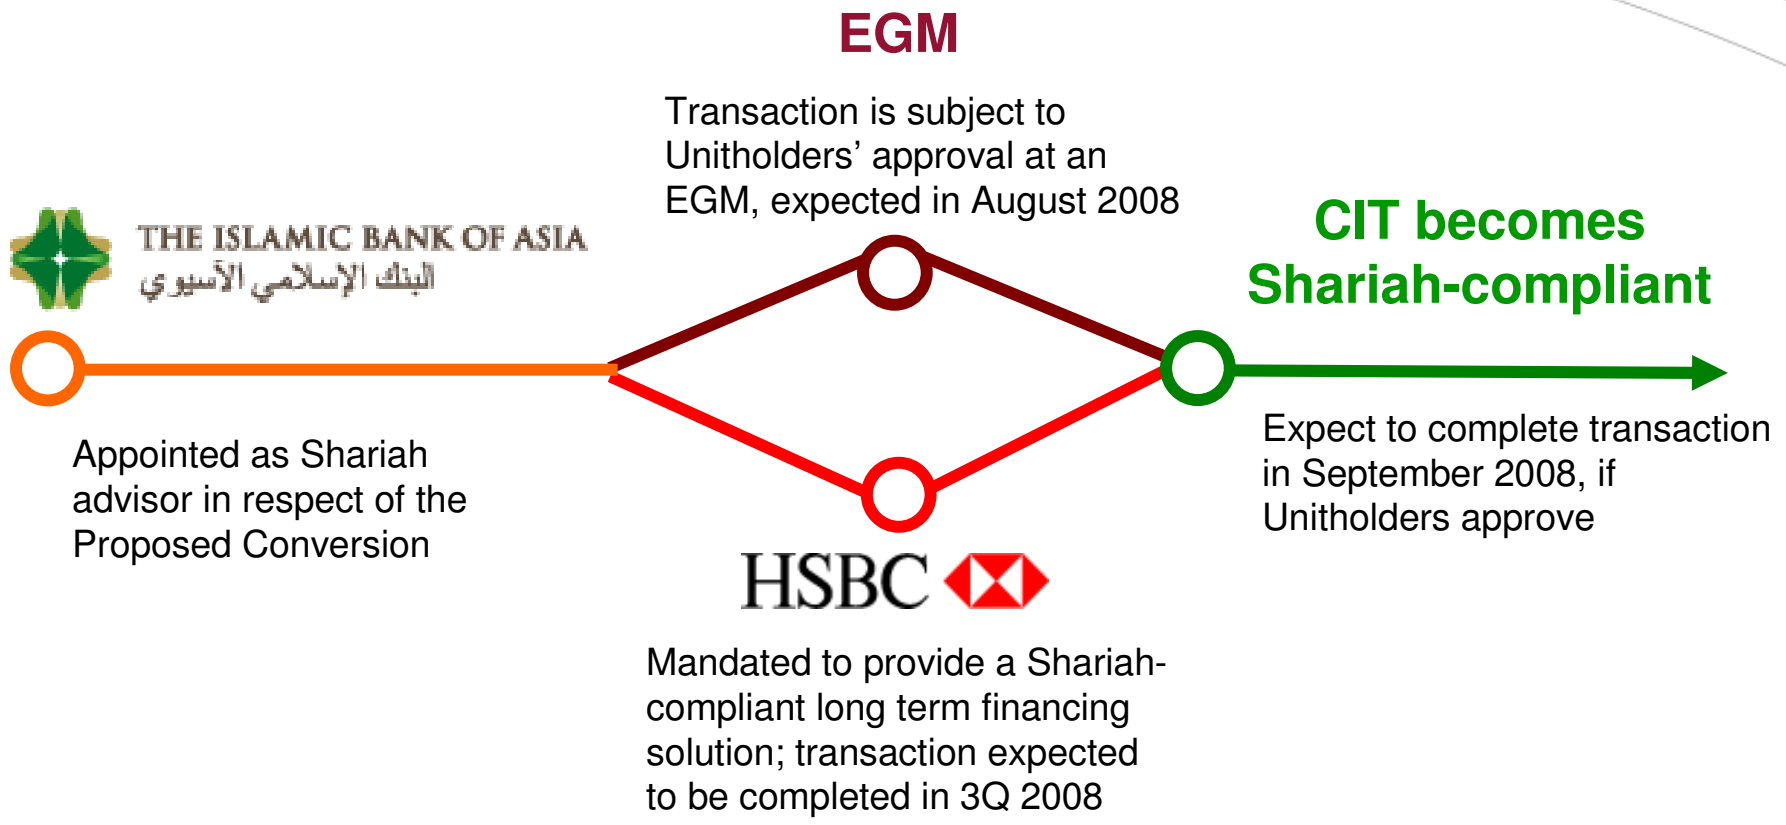 EGM
Transaction is subject to
Unitholders’ approval at an
EGM, expected in August 2008
THE ISLAMIC BANK OF ASIA
البنك الإسلامي الآسيوي
CIT becomes
Shariah-compliant
Appointed as Shariah
advisor in respect of the
Proposed Conversion
Expect to complete transaction
in September 2008, if
Unitholders approve
HSBC
Mandated to provide a Shariah-
compliant long term financing
solution; transaction expected
to be completed in 3Q 2008